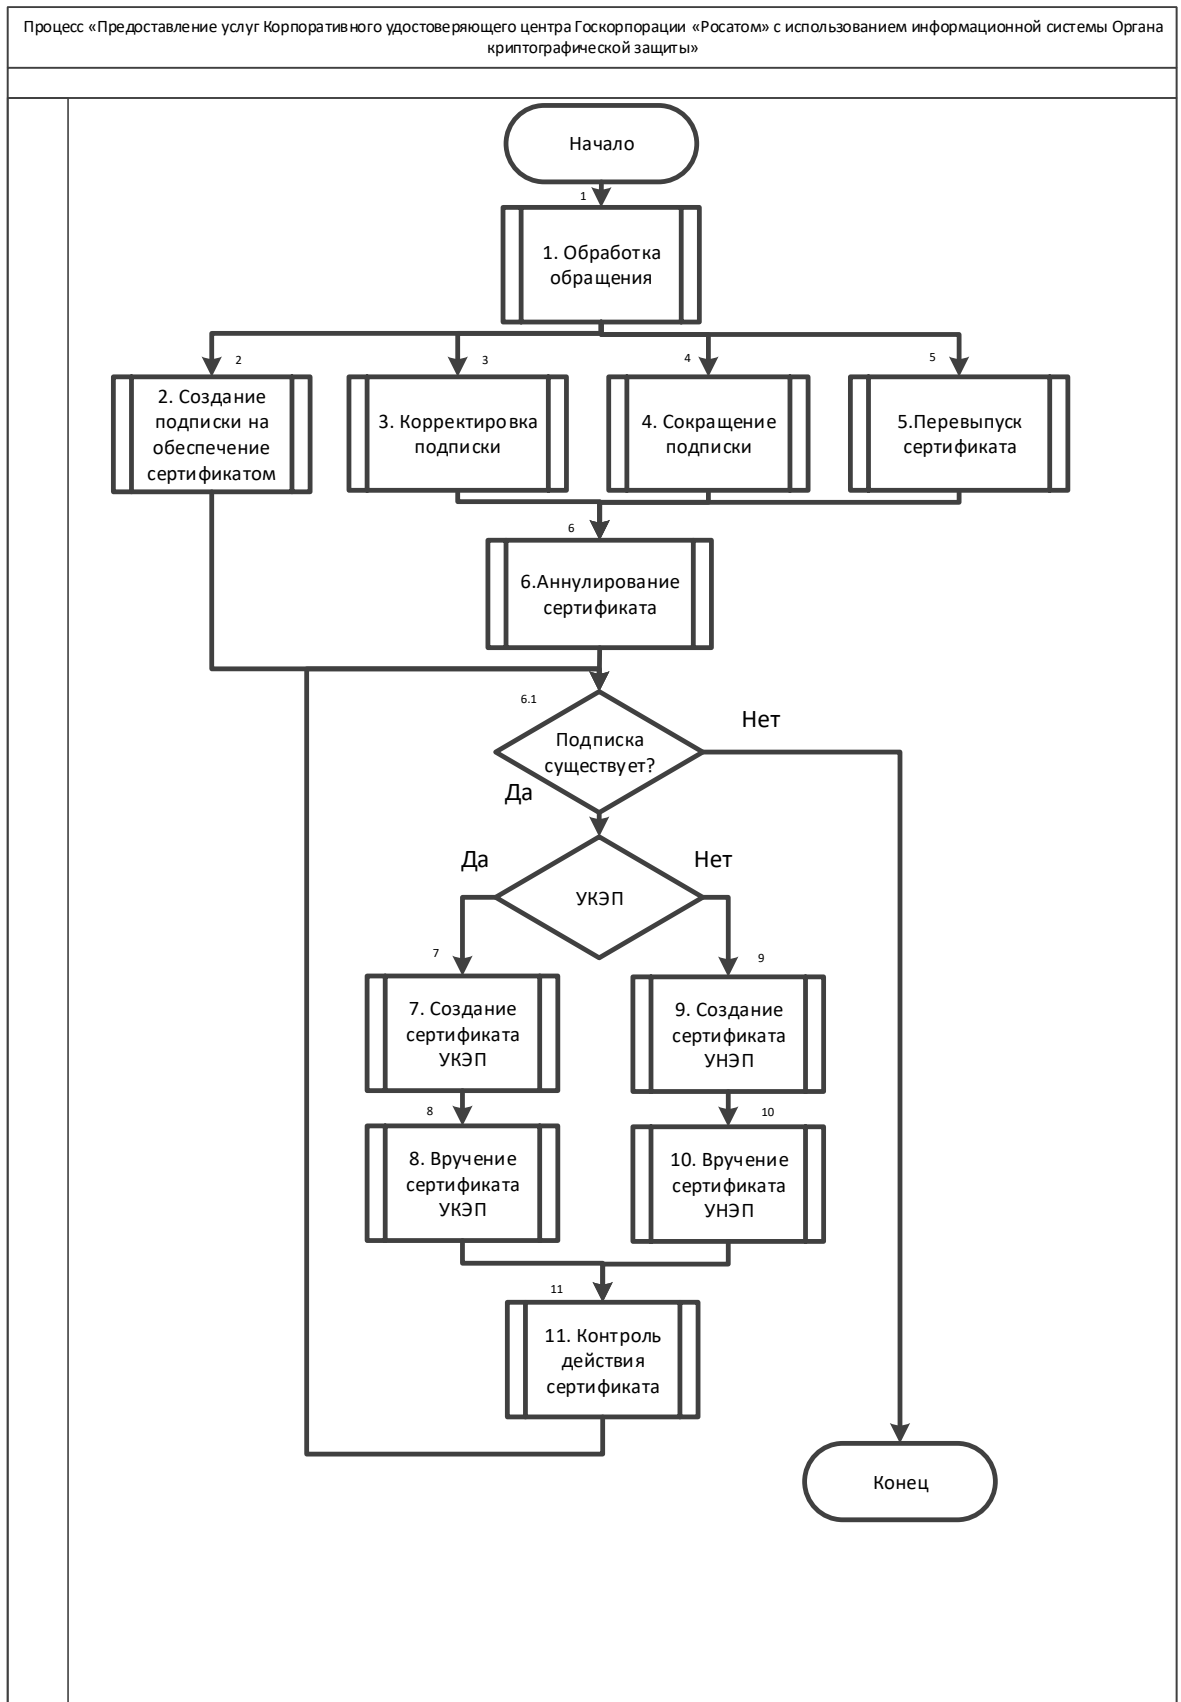 Процесс «Предоставление услуг Корпоративного удостоверяющего центра Госкорпорации «Росатом» с использованием информационной системы Органа
криптографической защиты»
Начало
1
1. Обработка
обращения
2
3
4
5
2. Создание
подписки на
обеспечение
сертификатом
3. Корректировка
подписки
4. Сокращение
подписки
5.Перевыпуск
сертификата
6
6.Аннулирование
сертификата
6.1
Нет
Подписка
существует?
Да
Да
Нет
УКЭП
7
9
7. Создание
сертификата
УКЭП
9. Создание
сертификата
УНЭП
8
10
8. Вручение
сертификата
УКЭП
10. Вручение
сертификата
УНЭП
11
11. Контроль
действия
сертификата
Конец